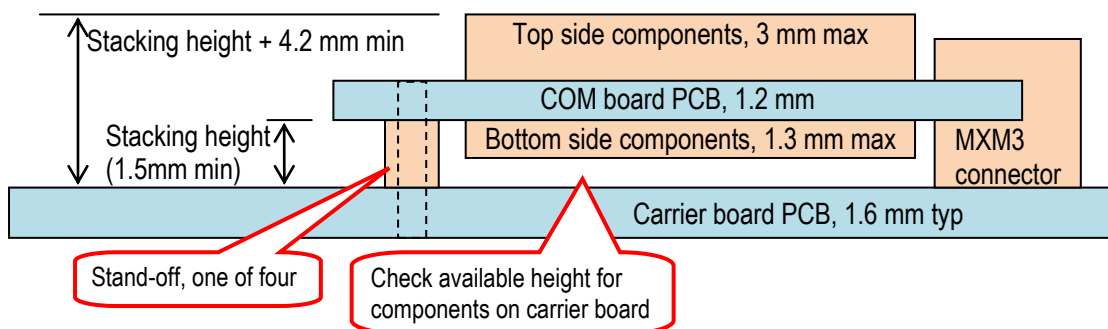 Stacking height + 4.2 mm min
Top side components, 3 mm max
COM board PCB, 1.2 mm
Stacking height
(1.5mm min)
Bottom side components, 1.3 mm max
MXM3
connector
Carrier board PCB, 1.6 mm typ
Stand-off, one of four
Check available height for
components on carrier board